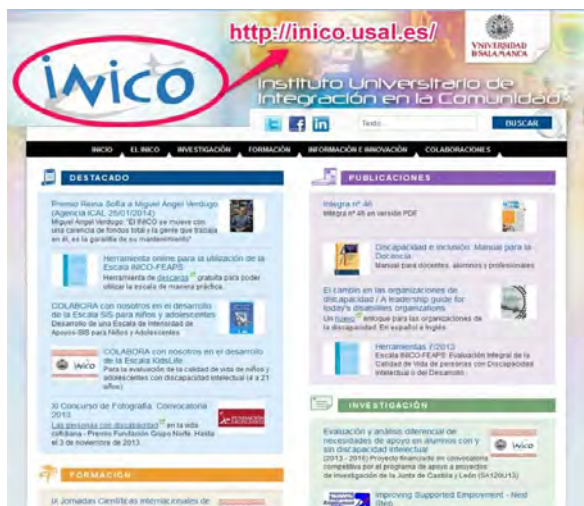 http://inico.usal.es/
VNIVERSIDAD
D SALAMANCA
iNico
Instituto Universitario de
Integración en la Comunidad
Texto...
BUSCAR
INICIO EL INICO INVESTIGACIÓN FORMACIÓN INFORMACIÓN E INNOVACIÓN COLABORACIONES
DESTACADO
Premio Reina Sofía a Miguel Angel Verdugo
(Agencia ICAL 26/01/2014)
Miguel Angel Verdugo: "El INICO se mueve con
una carencia de fondos total y la gente que trabaja
en él, es la garantía de su mantenimiento"
Herramienta online para la utilización de la
Escala INICO-FEAPS
Herramienta de descarga gratuita para poder
utilizar la escala de manera práctica.
COLABORA con nosotros en el desarrollo
de la Escala SIS para niños y adolescentes
Desarrollo de una Escala de Intensidad de
Apoyos-SIS para Niños y Adolescentes
iNico
COLABORA con nosotros en el desarrollo
de la Escala KidsLife
Para la evaluación de la calidad de vida de niños y
adolescentes con discapacidad intelectual (4 a 21
años)
XI Concurso de Fotografía. Convocatoria
2013
Las personas con discapacidad en la vida
cotidiana - Premio Fundación Grupo Norte. Hasta
el 3 de noviembre de 2013.
FORMACIÓN
IX Jornadas Científicas Internacionales de
PUBLICACIONES
Integra nº 46
Integra nº 46 en versión PDF
Discapacidad e Inclusión: Manual para la
Docencia
Manual para docentes, alumnos y profesionales
El cambio en las organizaciones de
discapacidad / A leadership guide for
today's disabilities organizations
Un nuevo enfoque para las organizaciones de
la discapacidad. En español e inglés.
Herramientas 7/2013
Escala INICO-FEAPS: Evaluación Integral de la
Calidad de Vida de personas con Discapacidad
Intelectual o del Desarrollo
INVESTIGACIÓN
Evaluación y análisis diferencial de
necesidades de apoyo en alumnos con y
sin discapacidad intelectual
(2013 - 2015) Proyecto financiado en convocatoria
competitiva por el programa de apoyo a proyectos
de investigación de la Junta de Castilla y León (SA120U13)
iNico
Improving Supported Employment - Next
Step